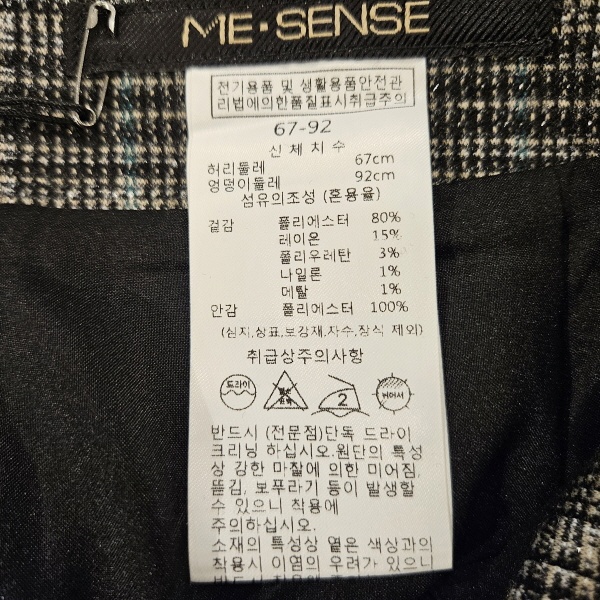 ME·SENSE
전기용품 및 생활용품안전관
리법에의한품질표시취급주의
67-92
신 체 치 수
허리둘레 67cm
엉덩이둘레 92cm
섬유의조성 (혼용율)
겉감 폴리에스터 80%
레이온 15%
폴리우레탄 3%
나일론 1%
메탈 1%
안감 폴리에스터 100%
(심지,상표,보강재,자수,장식 제외)
취급상주의사항
드라이
2
뉘어서
반드시 (전문점)단독 드라이
크리닝 하십시오.원단의 특성
상 강한 마찰에 의한 미어짐,
뜯김, 보푸라기 등이 발생할
수 있으니 착용에
주의하십시오.
소재의 특성상 옅은 색상과의
착용시 이염의 우려가 있으니